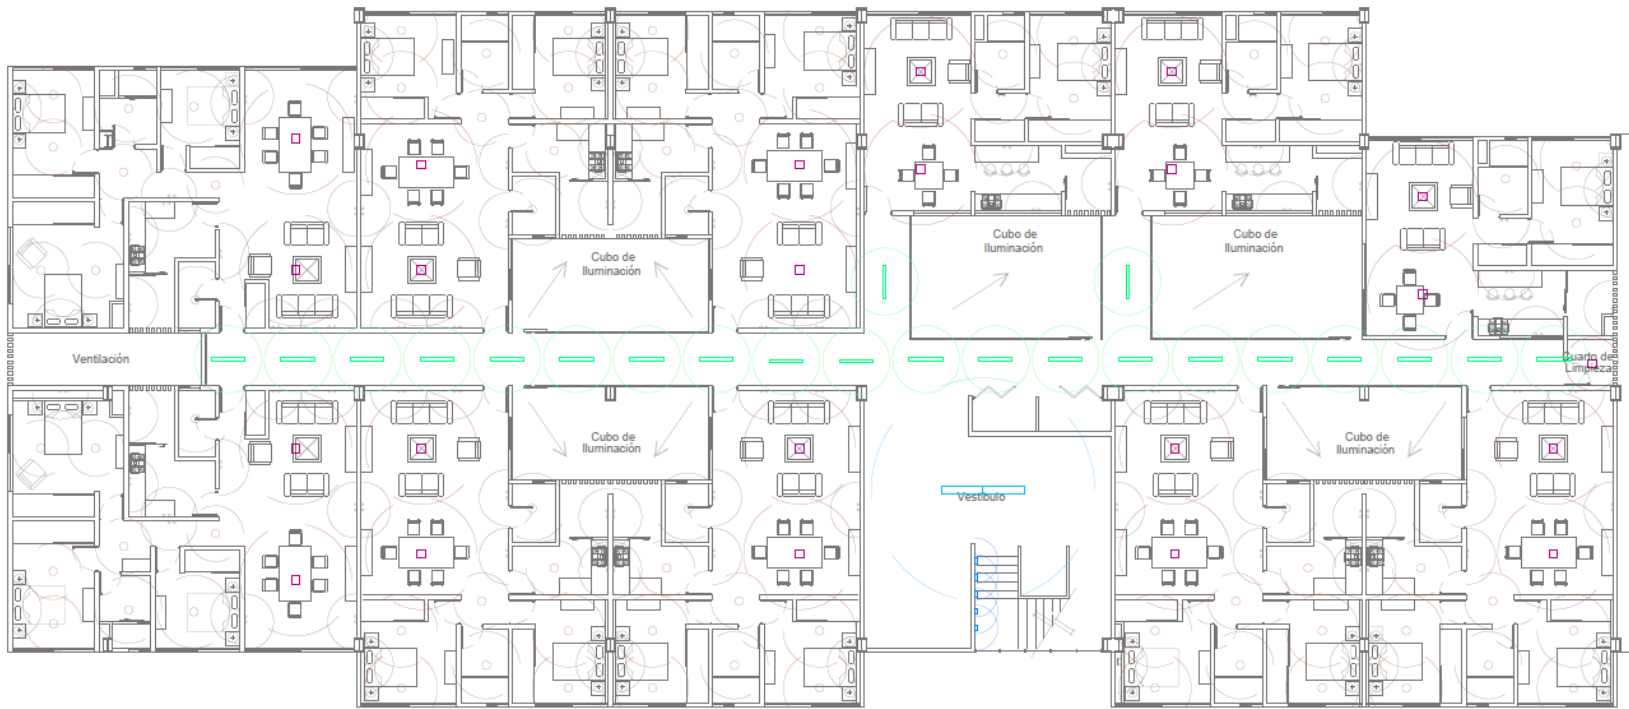 Cubo de
Iluminación
Cubo de
Iluminación
Cubo de
Iluminación
Ventilación
Cuarto de
Limpieza
Cubo de
Iluminación
Cubo de
Iluminación
Vestíbulo